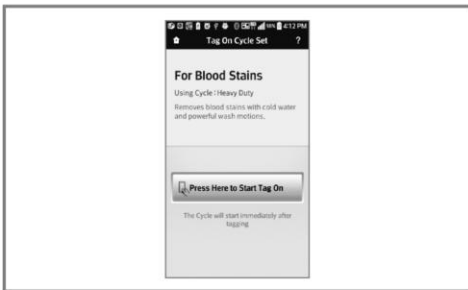 4:12 PM
Tag On Cycle Set ?
For Blood Stains
Using Cycle : Heavy Duty
Removes blood stains with cold water
and powerful wash motions.
Press Here to Start Tag On
The Cycle will start immediately after
tagging